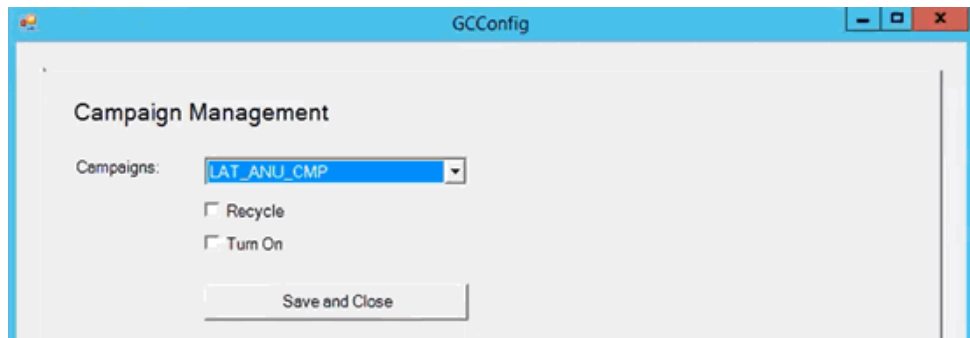 GCConfig
Campaign Management
Campaigns:
LAT_ANU_CMP
Recycle
Turn On
Save and Close